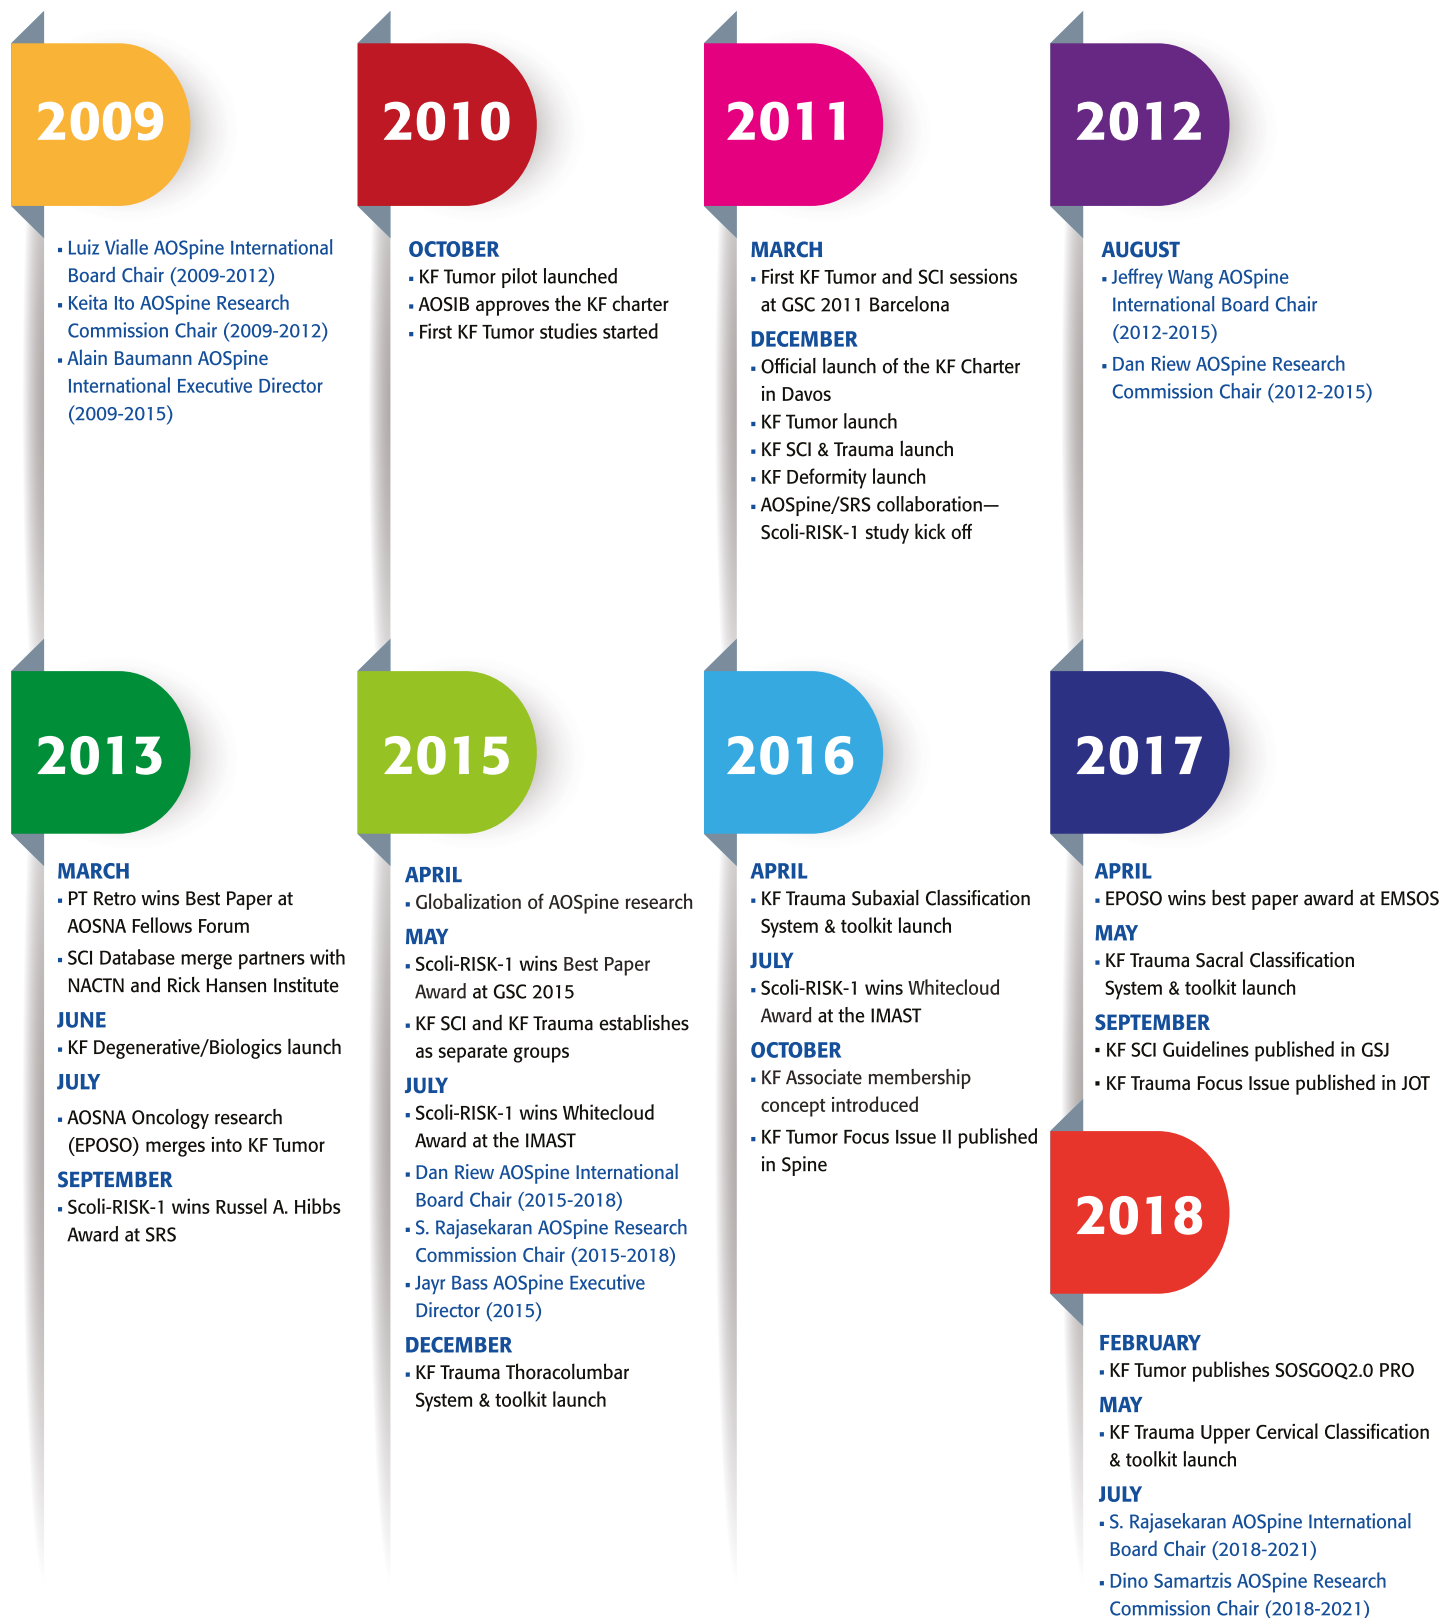 2009
▪ Luiz Vialle AOSpine International
Board Chair (2009-2012)
▪ Keita Ito AOSpine Research
Commission Chair (2009-2012)
▪ Alain Baumann AOSpine
International Executive Director
(2009-2015)
2010
OCTOBER
▪ KF Tumor pilot launched
▪ AOSIB approves the KF charter
▪ First KF Tumor studies started
2011
MARCH
▪ First KF Tumor and SCI sessions
at GSC 2011 Barcelona
DECEMBER
▪ Official launch of the KF Charter
in Davos
▪ KF Tumor launch
▪ KF SCI & Trauma launch
▪ KF Deformity launch
▪ AOSpine/SRS collaboration—
Scoli-RISK-1 study kick off
2012
AUGUST
▪ Jeffrey Wang AOSpine
International Board Chair
(2012-2015)
▪ Dan Riew AOSpine Research
Commission Chair (2012-2015)
2013
MARCH
▪ PT Retro wins Best Paper at
AOSNA Fellows Forum
▪ SCI Database merge partners with
NACTN and Rick Hansen Institute
JUNE
▪ KF Degenerative/Biologics launch
JULY
▪ AOSNA Oncology research
(EPOSO) merges into KF Tumor
SEPTEMBER
▪ Scoli-RISK-1 wins Russel A. Hibbs
Award at SRS
2015
APRIL
▪ Globalization of AOSpine research
MAY
▪ Scoli-RISK-1 wins Best Paper
Award at GSC 2015
▪ KF SCI and KF Trauma establishes
as separate groups
JULY
▪ Scoli-RISK-1 wins Whitecloud
Award at the IMAST
▪ Dan Riew AOSpine International
Board Chair (2015-2018)
▪ S. Rajasekaran AOSpine Research
Commission Chair (2015-2018)
▪ Jayr Bass AOSpine Executive
Director (2015)
DECEMBER
▪ KF Trauma Thoracolumbar
System & toolkit launch
2016
APRIL
▪ KF Trauma Subaxial Classification
System & toolkit launch
JULY
▪ Scoli-RISK-1 wins Whitecloud
Award at the IMAST
OCTOBER
▪ KF Associate membership
concept introduced
▪ KF Tumor Focus Issue II published
in Spine
2017
APRIL
▪ EPOSO wins best paper award at EMSOS
MAY
▪ KF Trauma Sacral Classification
System & toolkit launch
SEPTEMBER
▪ KF SCI Guidelines published in GSJ
▪ KF Trauma Focus Issue published in JOT
2018
FEBRUARY
▪ KF Tumor publishes SOSGOQ2.0 PRO
MAY
▪ KF Trauma Upper Cervical Classification
& toolkit launch
JULY
▪ S. Rajasekaran AOSpine International
Board Chair (2018-2021)
▪ Dino Samartzis AOSpine Research
Commission Chair (2018-2021)